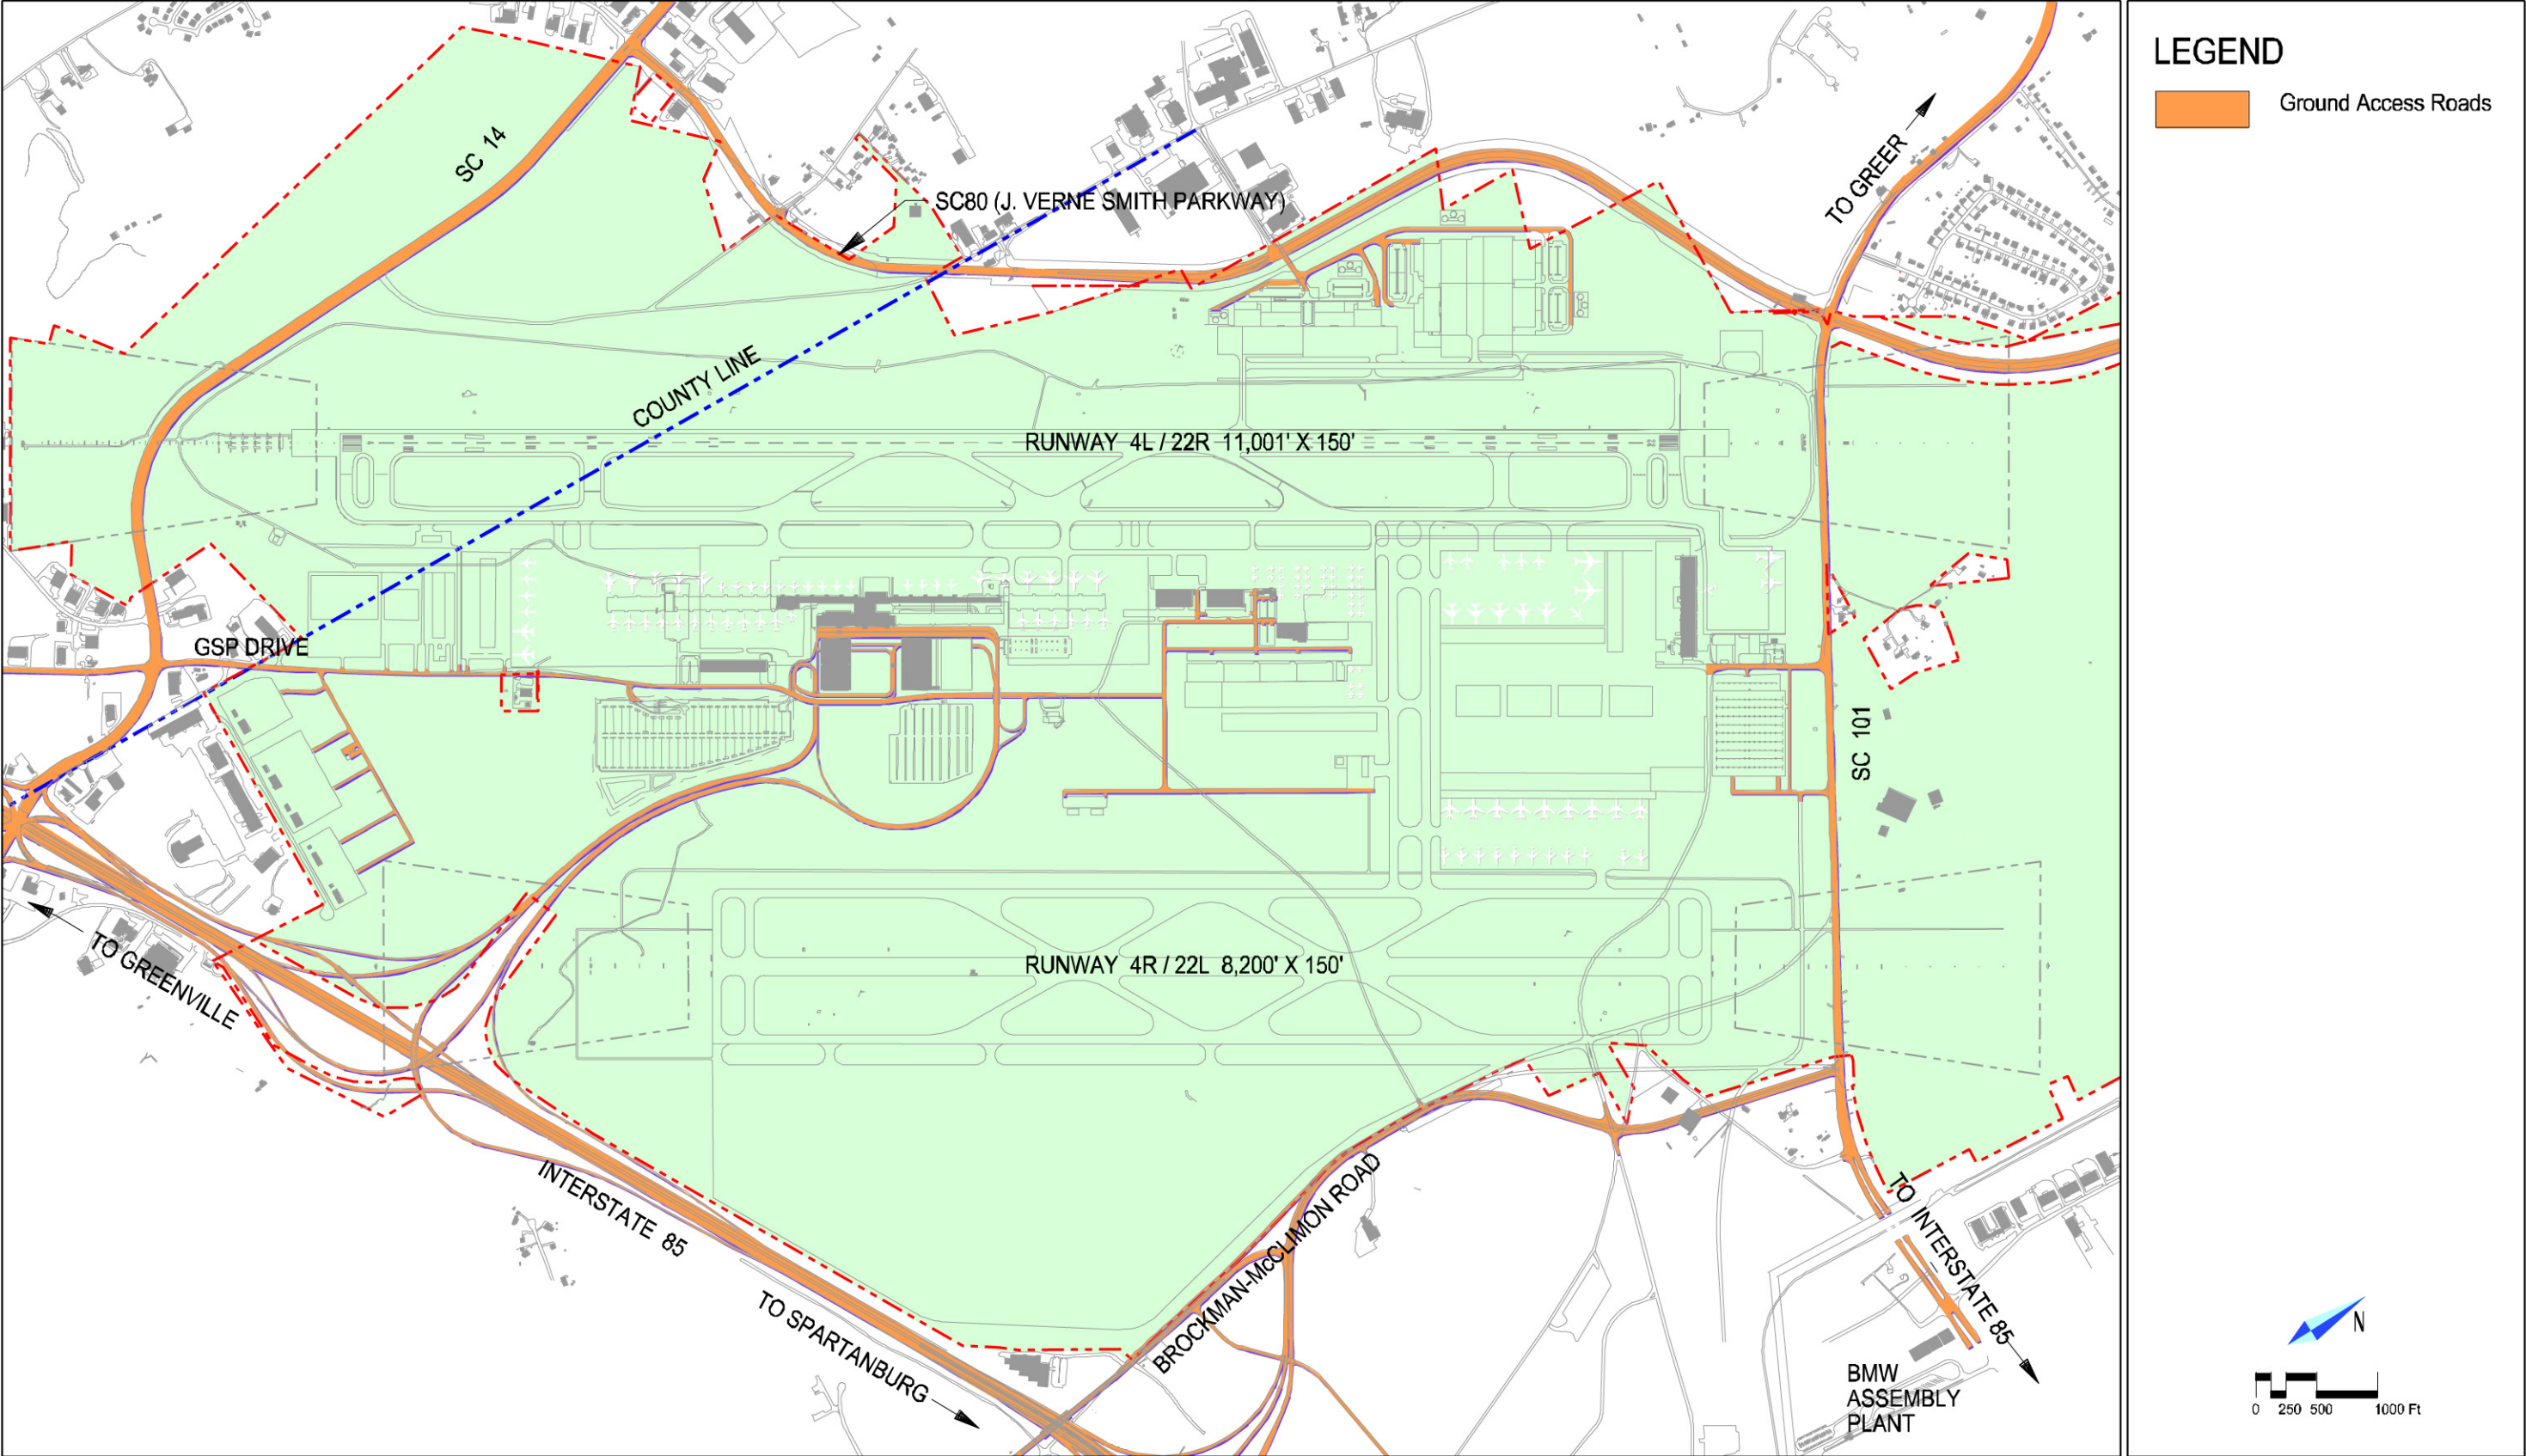 LEGEND
Ground Access Roads
SC 14
TO GREER
SC80 (J. VERNE SMITH PARKWAY)
COUNTY LINE
RUNWAY 4L / 22R 11,001' X 150'
GSP DRIVE
SC 101
TO GREENVILLE
RUNWAY 4R / 22L 8,200' X 150'
INTERSTATE 85
TO SPARTANBURG
BROCKMAN-McCLIMON ROAD
TO INTERSTATE 85
BMW
ASSEMBLY
PLANT
N
0 250 500 1000 Ft